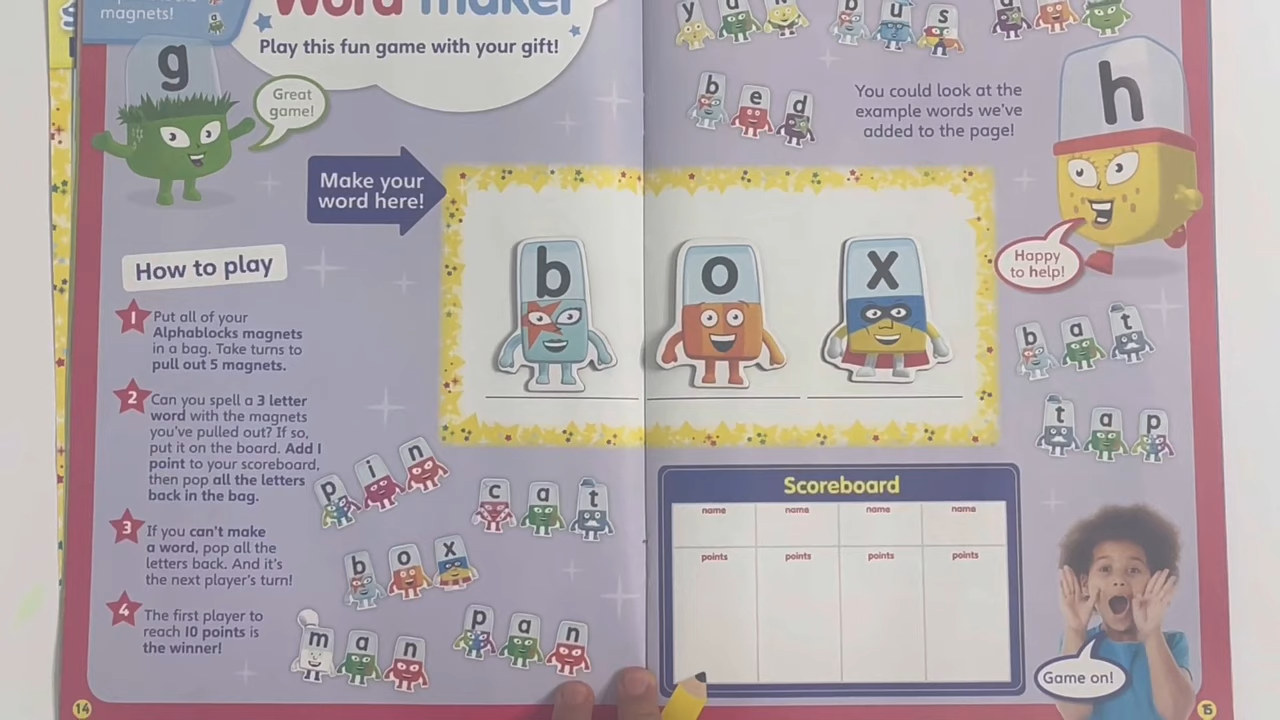 magnets!
Word maker
Play this fun game with your gift!
g
Great
game!
b u s
b e d
You could look at the
example words we've
added to the page!
h
Happy
to help!
Make your
word here!
b o x
How to play
1 Put all of your
Alphablocks magnets
in a bag. Take turns to
pull out 5 magnets.
2 Can you spell a 3 letter
word with the magnets
you've pulled out? If so,
put it on the board. Add 1
point to your scoreboard,
then pop all the letters
back in the bag.
3 If you can't make
a word, pop all the
letters back. And it's
the next player's turn!
4 The first player to
reach 10 points is
the winner!
p i n
c a t
b o x
m a n
p a n
b a t
t a p
Scoreboard
name name name name
points points points points
Game on!
14
15